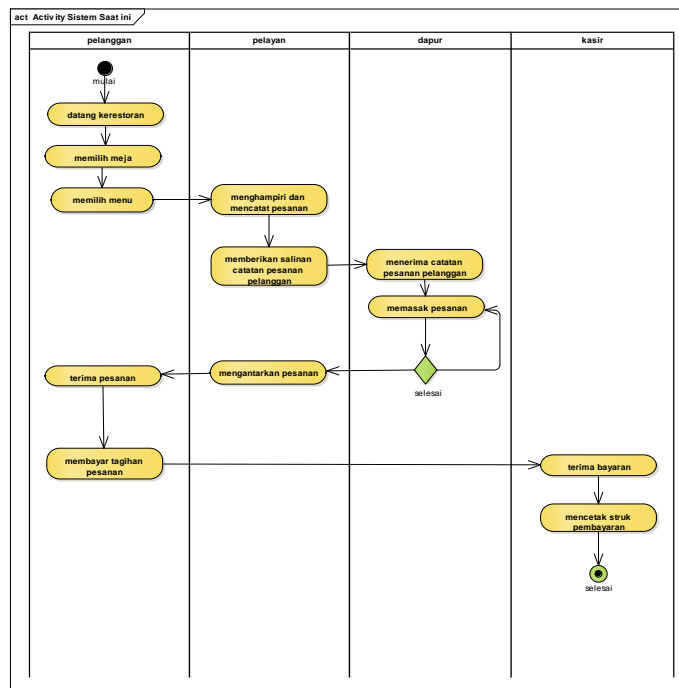 act Activity Sistem Saat ini
pelanggan
pelayan
dapur
kasir
mulai
datang kerestoran
memilih meja
memilih menu
menghampiri dan
mencatat pesanan
memberikan salinan
catatan pesanan
pelanggan
menerima catatan
pesanan pelanggan
memasak pesanan
selesai
mengantarkan pesanan
terima pesanan
membayar tagihan
pesanan
terima bayaran
mencetak struk
pembayaran
selesai